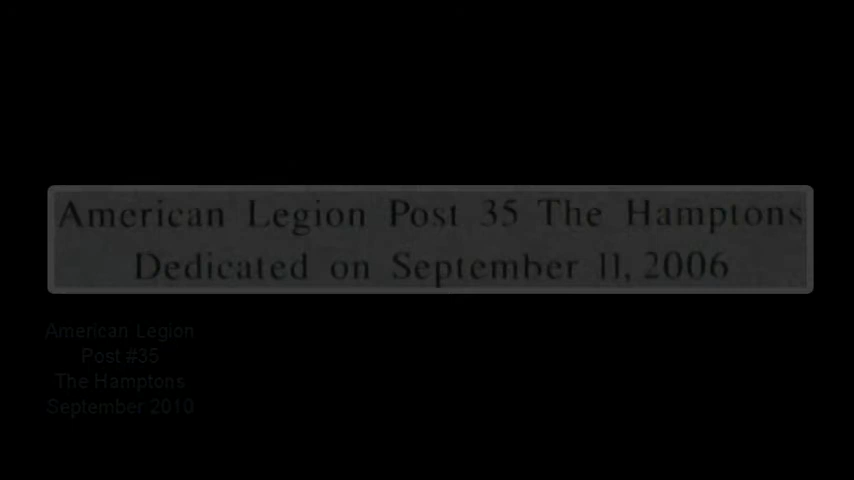 American Legion Post 35 The Hamptons
Dedicated on September 11, 2006
American Legion
Post #35
The Hamptons
September 2010